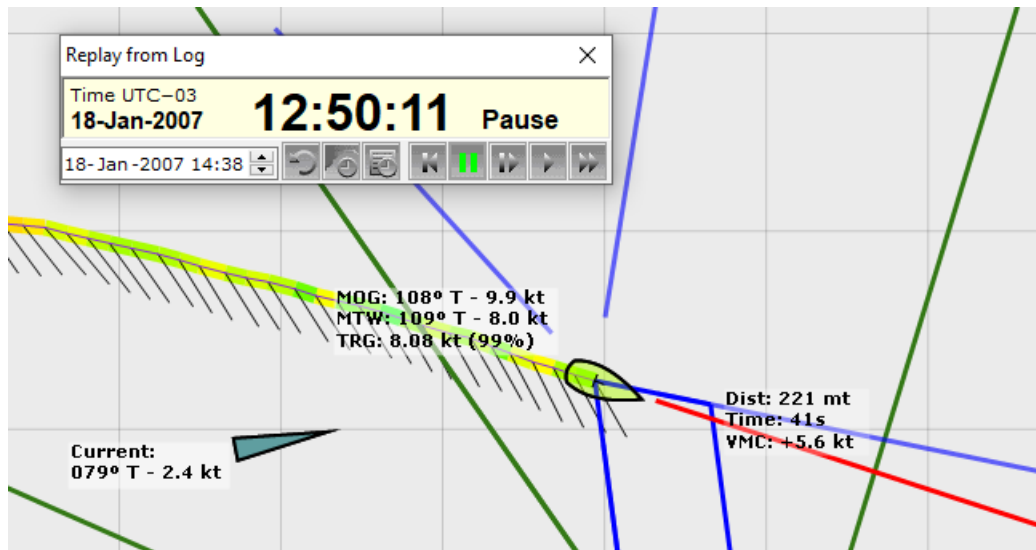 Replay from Log
Time UTC-03
18-Jan-2007
12:50:11
Pause
18-Jan-2007 14:38
MOG: 108º T - 9.9 kt
MTW: 109º T - 8.0 kt
TRG: 8.08 kt (99%)
Dist: 221 mt
Time: 41s
VMC: +5.6 kt
Current:
079º T - 2.4 kt